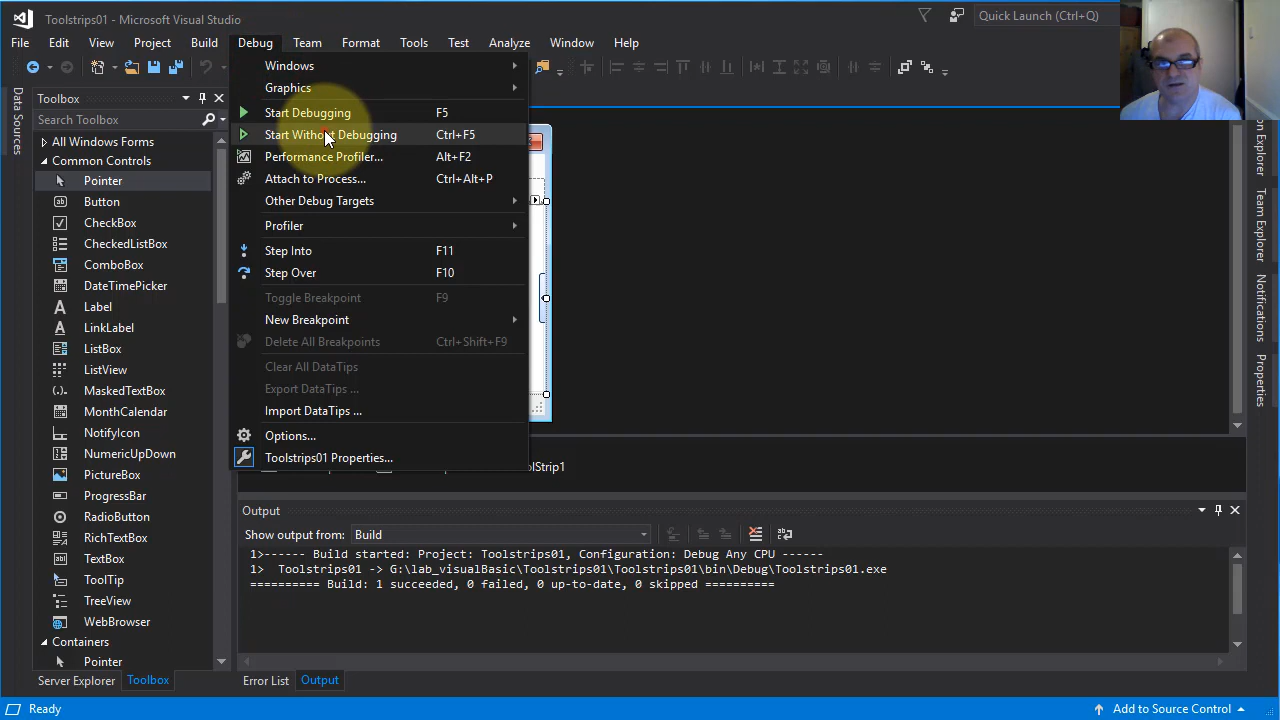 Toolstrips01 - Microsoft Visual Studio
Quick Launch (Ctrl+Q)
File Edit View Project Build Debug Team Format Tools Test Analyze Window Help
Data Sources
Toolbox
Search Toolbox
All Windows Forms
Common Controls
Pointer
Button
CheckBox
CheckedListBox
ComboBox
DateTimePicker
Label
LinkLabel
ListBox
ListView
MaskedTextBox
MonthCalendar
NotifyIcon
NumericUpDown
PictureBox
ProgressBar
RadioButton
RichTextBox
TextBox
ToolTip
TreeView
WebBrowser
Containers
Pointer
Server Explorer Toolbox
Windows
Graphics
Start Debugging F5
Start Without Debugging Ctrl+F5
Performance Profiler... Alt+F2
Attach to Process... Ctrl+Alt+P
Other Debug Targets
Profiler
Step Into F11
Step Over F10
Toggle Breakpoint F9
New Breakpoint
Delete All Breakpoints Ctrl+Shift+F9
Clear All DataTips
Export DataTips ...
Import DataTips ...
Options...
Toolstrips01 Properties...
olStrip1
Output
Show output from: Build
1>------ Build started: Project: Toolstrips01, Configuration: Debug Any CPU ------
1>  Toolstrips01 -> G:\lab_visualBasic\Toolstrips01\Toolstrips01\bin\Debug\Toolstrips01.exe
========== Build: 1 succeeded, 0 failed, 0 up-to-date, 0 skipped ==========
Error List Output
Explorer
Team Explorer
Notifications
Properties
Ready
Add to Source Control